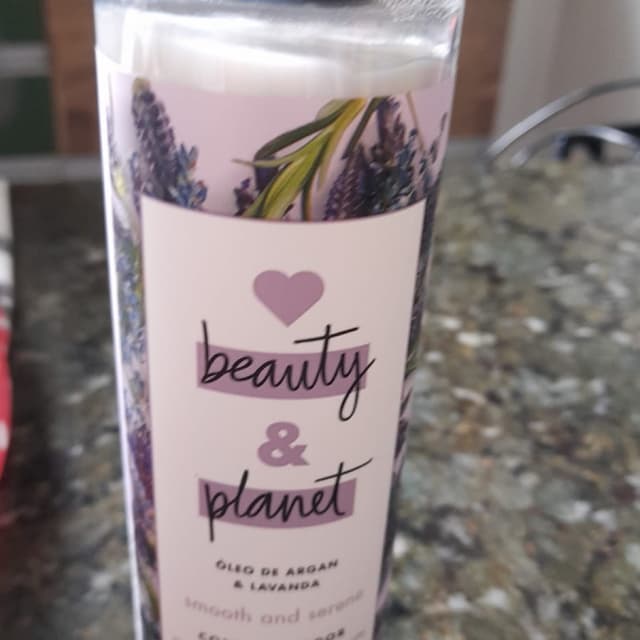 beauty
&
planet
ÓLEO DE ARGAN
& LAVANDA
smooth and serene